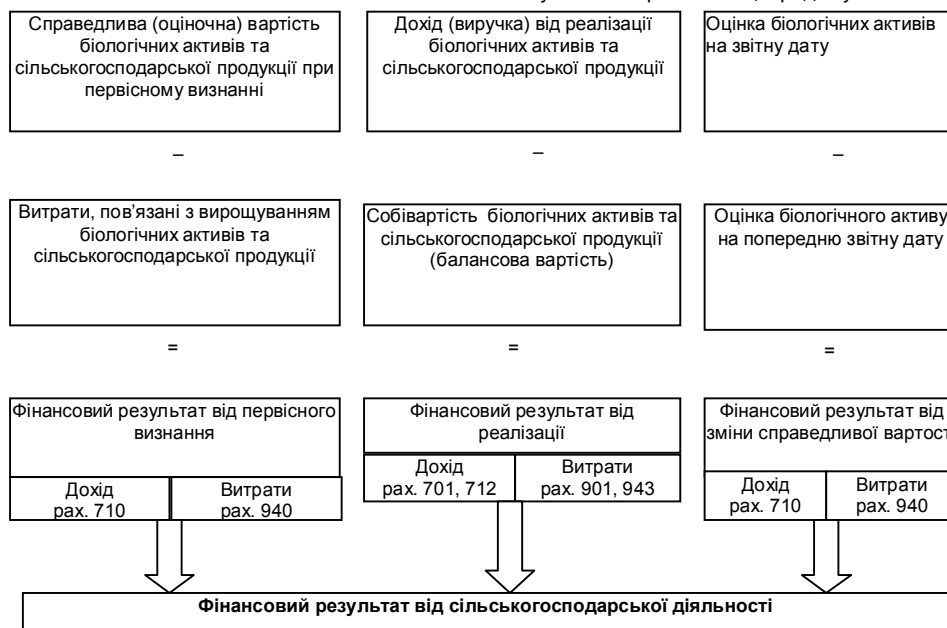 Справедлива (оціночна) вартість
біологічних активів та
сільськогосподарської продукції при
первісному визнанні
Дохід (виручка) від реалізації
біологічних активів та
сільськогосподарської продукції
Оцінка біологічних активів
на звітну дату
–
–
–
Витрати, пов’язані з вирощуванням
біологічних активів та
сільськогосподарської продукції
Собівартість біологічних активів та
сільськогосподарської продукції
(балансова вартість)
Оцінка біологічного активу
на попередню звітну дату
=
=
=
Фінансовий результат від первісного
визнання
Дохід
рах. 710
Витрати
рах. 940
Фінансовий результат від
реалізації
Дохід
рах. 701, 712
Витрати
рах. 901, 943
Фінансовий результат від
зміни справедливої вартост
Дохід
рах. 710
Витрати
рах. 940
Фінансовий результат від сільськогосподарської діяльності